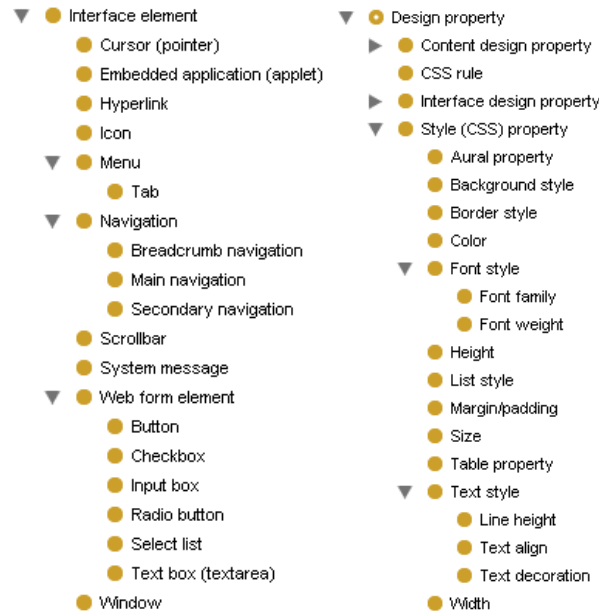 Interface element
Cursor (pointer)
Embedded application (applet)
Hyperlink
Icon
Menu
Tab
Navigation
Breadcrumb navigation
Main navigation
Secondary navigation
Scrollbar
System message
Web form element
Button
Checkbox
Input box
Radio button
Select list
Text box (textarea)
Window
Design property
Content design property
CSS rule
Interface design property
Style (CSS) property
Aural property
Background style
Border style
Color
Font style
Font family
Font weight
Height
List style
Margin/padding
Size
Table property
Text style
Line height
Text align
Text decoration
Width